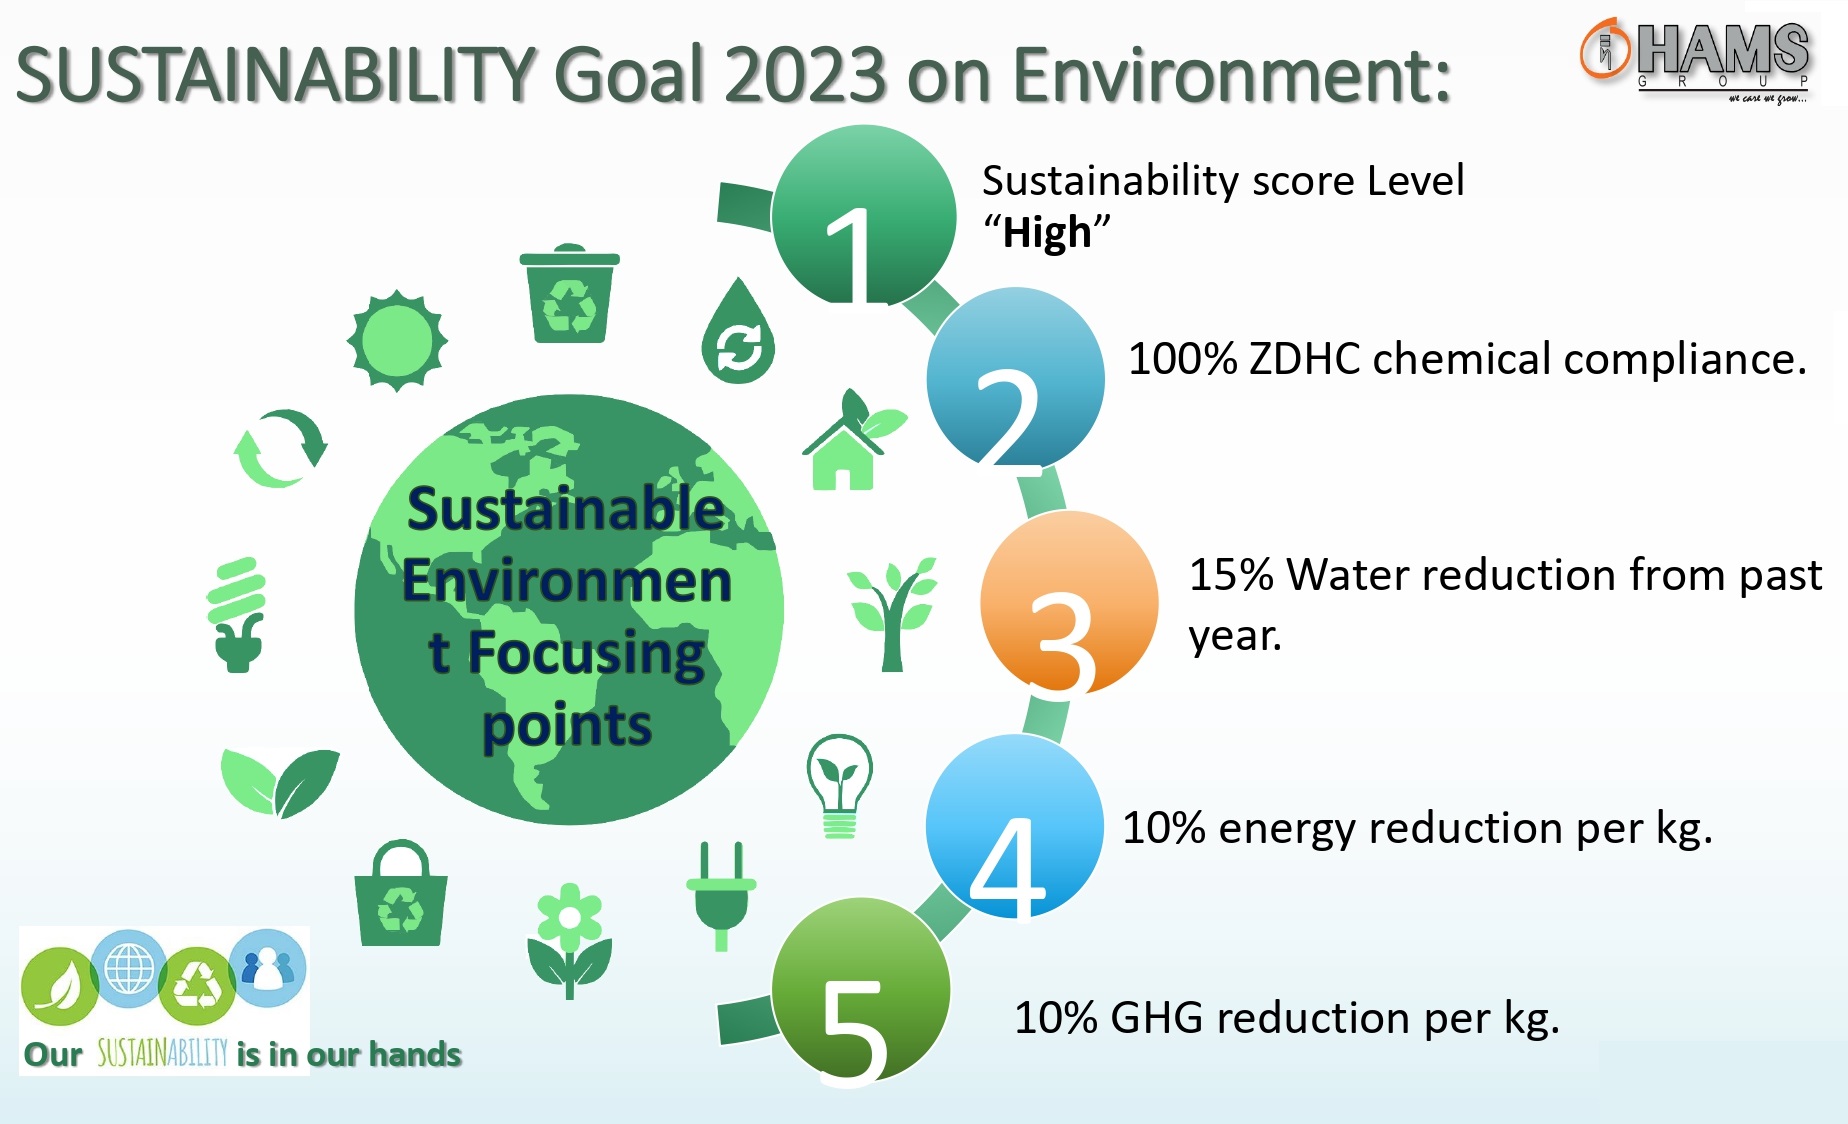 SUSTAINABILITY Goal 2023 on Environment:
HAMS
GROUP
we care we grow...
1
Sustainability score Level
“High”
2
100% ZDHC chemical compliance.
3
15% Water reduction from past
year.
4
10% energy reduction per kg.
5
10% GHG reduction per kg.
Sustainable
Environmen
t Focusing
points
Our SUSTAINABILITY is in our hands